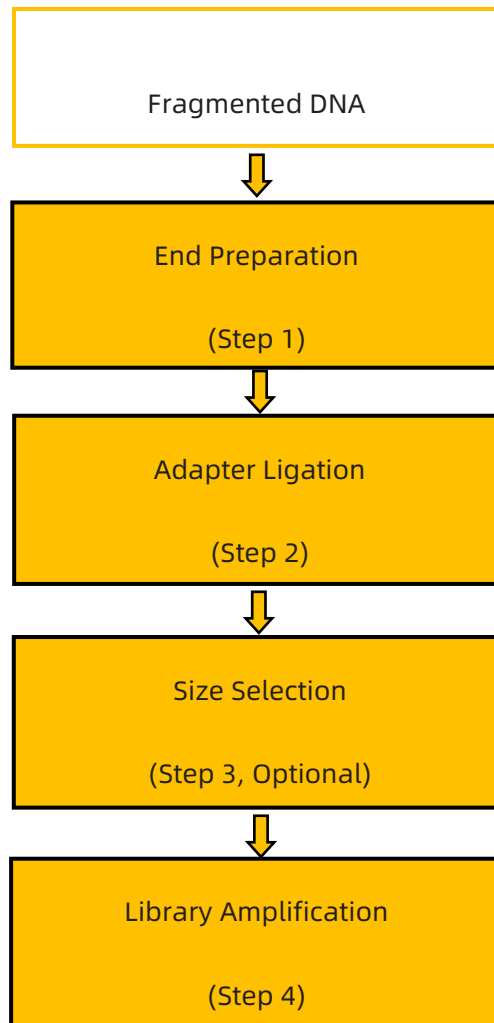 Fragmented DNA
End Preparation
(Step 1)
Adapter Ligation
(Step 2)
Size Selection
(Step 3, Optional)
Library Amplification
(Step 4)